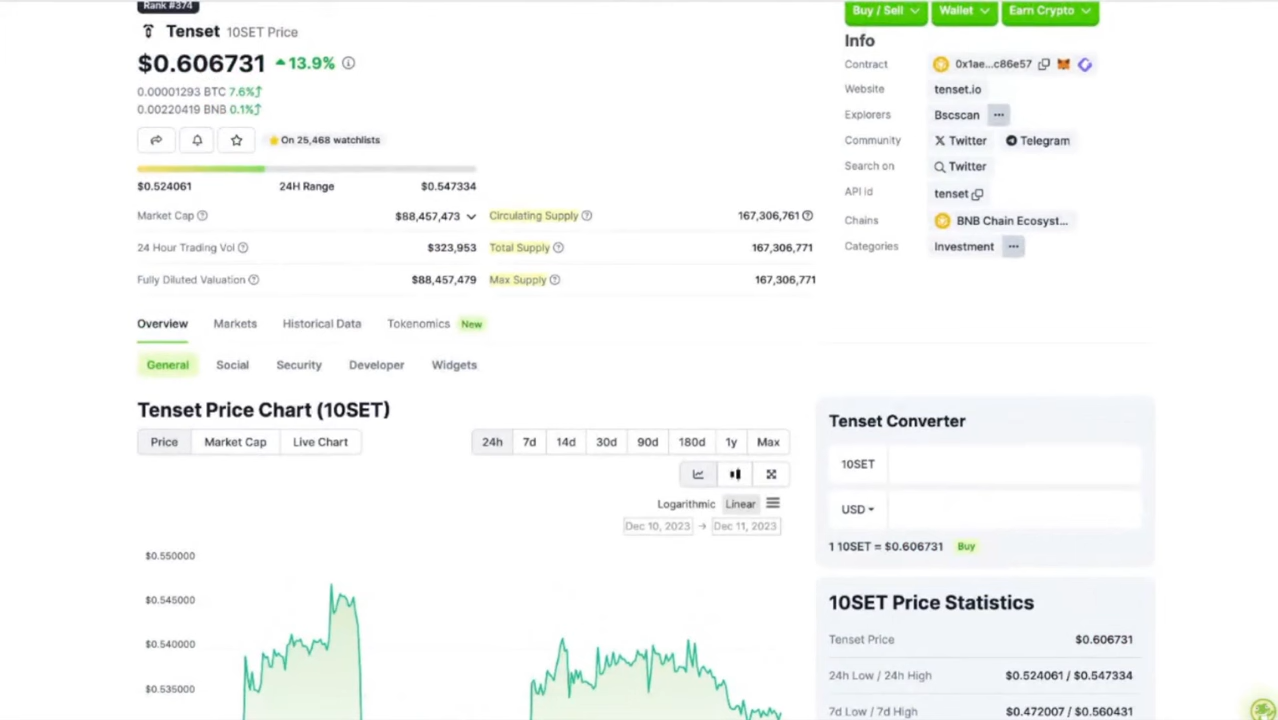 Rank #374
Tenset 10SET Price
$0.606731 13.9%
0.00001293 BTC 7.6%
0.00220419 BNB 0.1%
On 25,468 watchlists
$0.524061 24H Range $0.547334
Market Cap $88,457,473
24 Hour Trading Vol $323,953
Fully Diluted Valuation $88,457,479
Circulating Supply 167,306,761
Total Supply 167,306,771
Max Supply 167,306,771
Buy / Sell Wallet Earn Crypto
Info
Contract 0x1ae...c86e57
Website tenset.io
Explorers Bscscan ...
Community X Twitter Telegram
Search on Twitter
API id tenset
Chains BNB Chain Ecosyst...
Categories Investment ...
Overview Markets Historical Data Tokenomics New
General Social Security Developer Widgets
Tenset Price Chart (10SET)
Price Market Cap Live Chart
24h 7d 14d 30d 90d 180d 1y Max
Logarithmic Linear
Dec 10, 2023 → Dec 11, 2023
$0.550000
$0.545000
$0.540000
$0.535000
Tenset Converter
10SET
USD
1 10SET = $0.606731 Buy
10SET Price Statistics
Tenset Price $0.606731
24h Low / 24h High $0.524061 / $0.547334
7d Low / 7d High $0.472007 / $0.560431